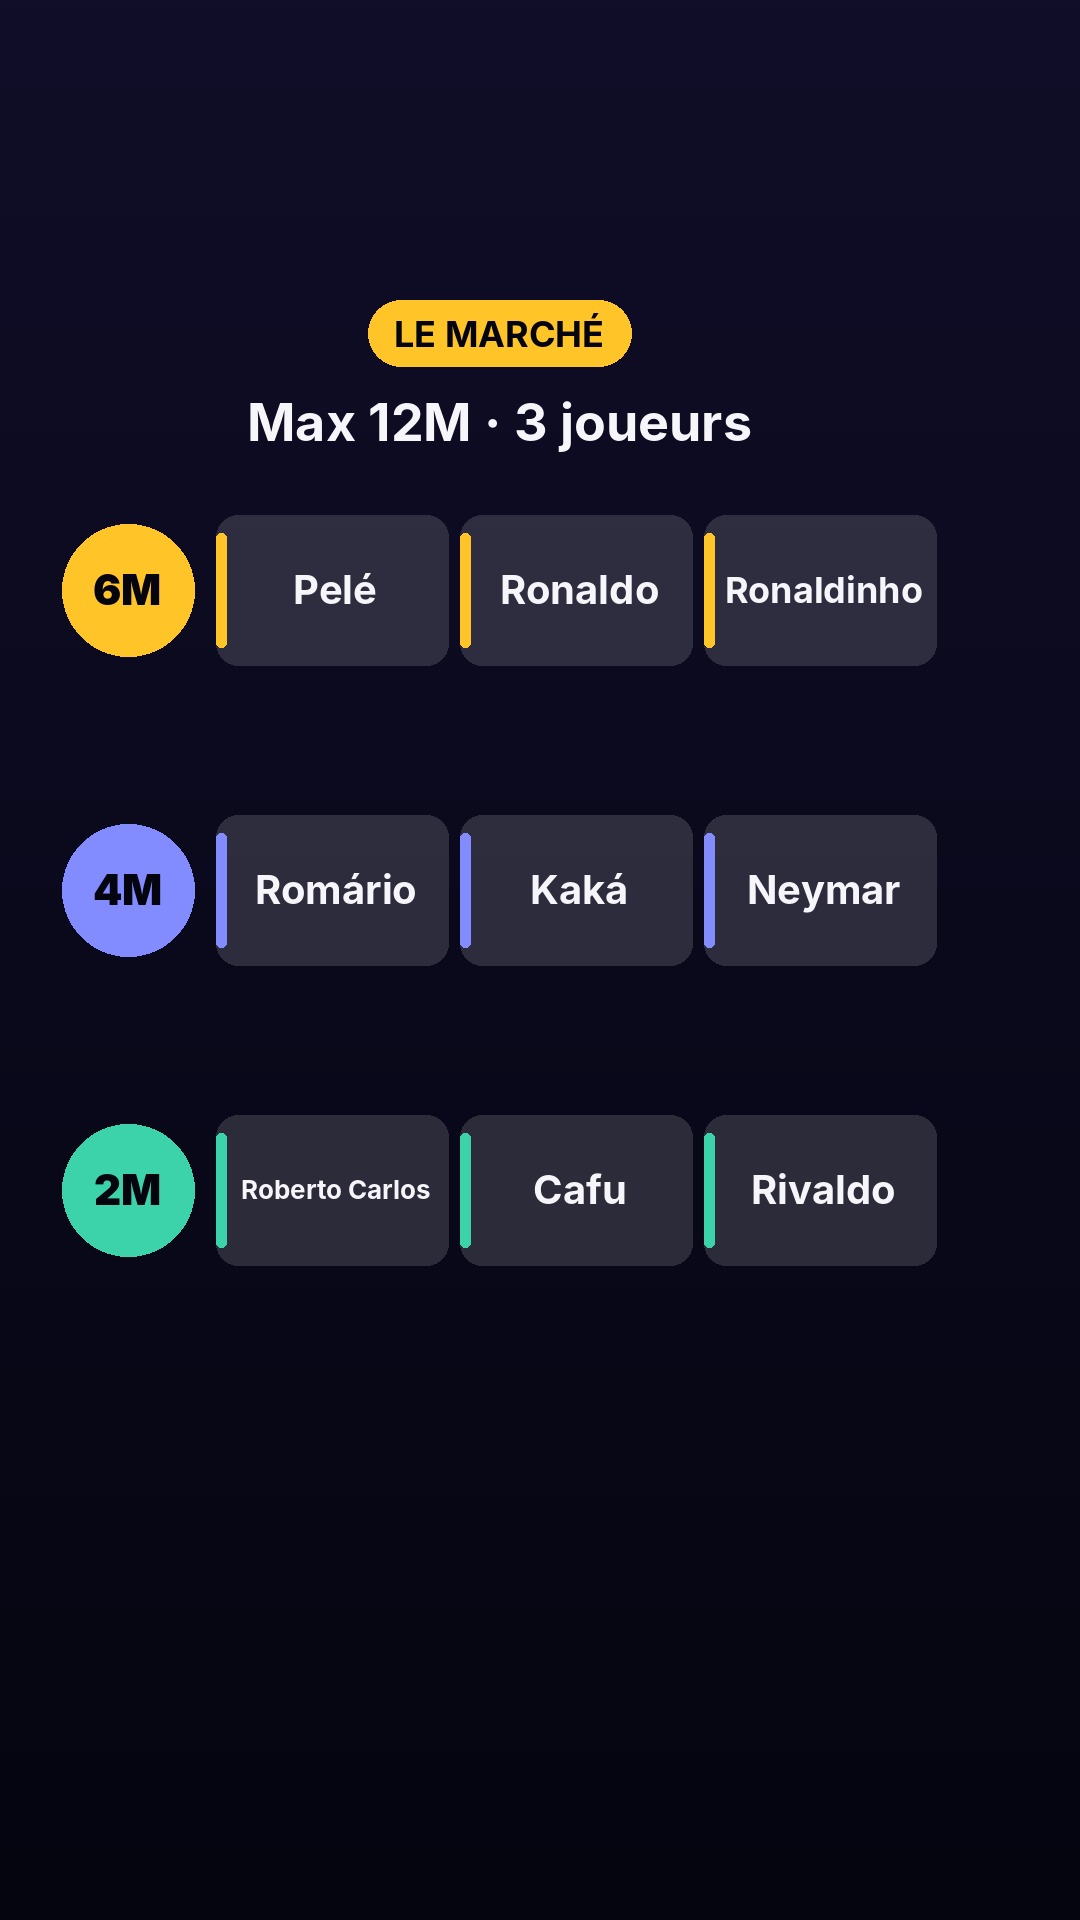 LE MARCHÉ
Max 12M · 3 joueurs
6M Pelé Ronaldo Ronaldinho
4M Romário Kaká Neymar
2M Roberto Carlos Cafu Rivaldo